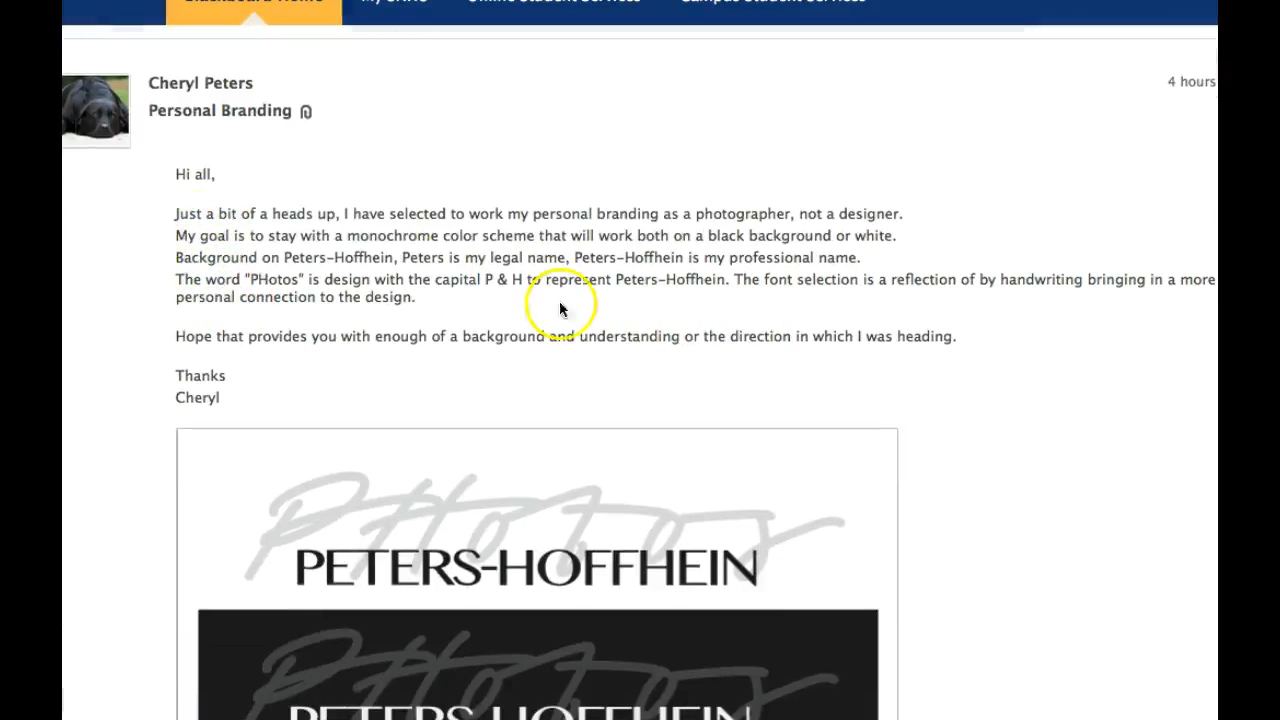 Cheryl Peters
4 hours
Personal Branding
Hi all,
Just a bit of a heads up, I have selected to work my personal branding as a photographer, not a designer.
My goal is to stay with a monochrome color scheme that will work both on a black background or white.
Background on Peters-Hoffhein, Peters is my legal name, Peters-Hoffhein is my professional name.
The word "PHotos" is design with the capital P & H to represent Peters-Hoffhein. The font selection is a reflection of by handwriting bringing in a more
personal connection to the design.
Hope that provides you with enough of a background and understanding or the direction in which I was heading.
Thanks
Cheryl
PHotos
PETERS-HOFFHEIN
PHotos
PETERS-HOFFHEIN